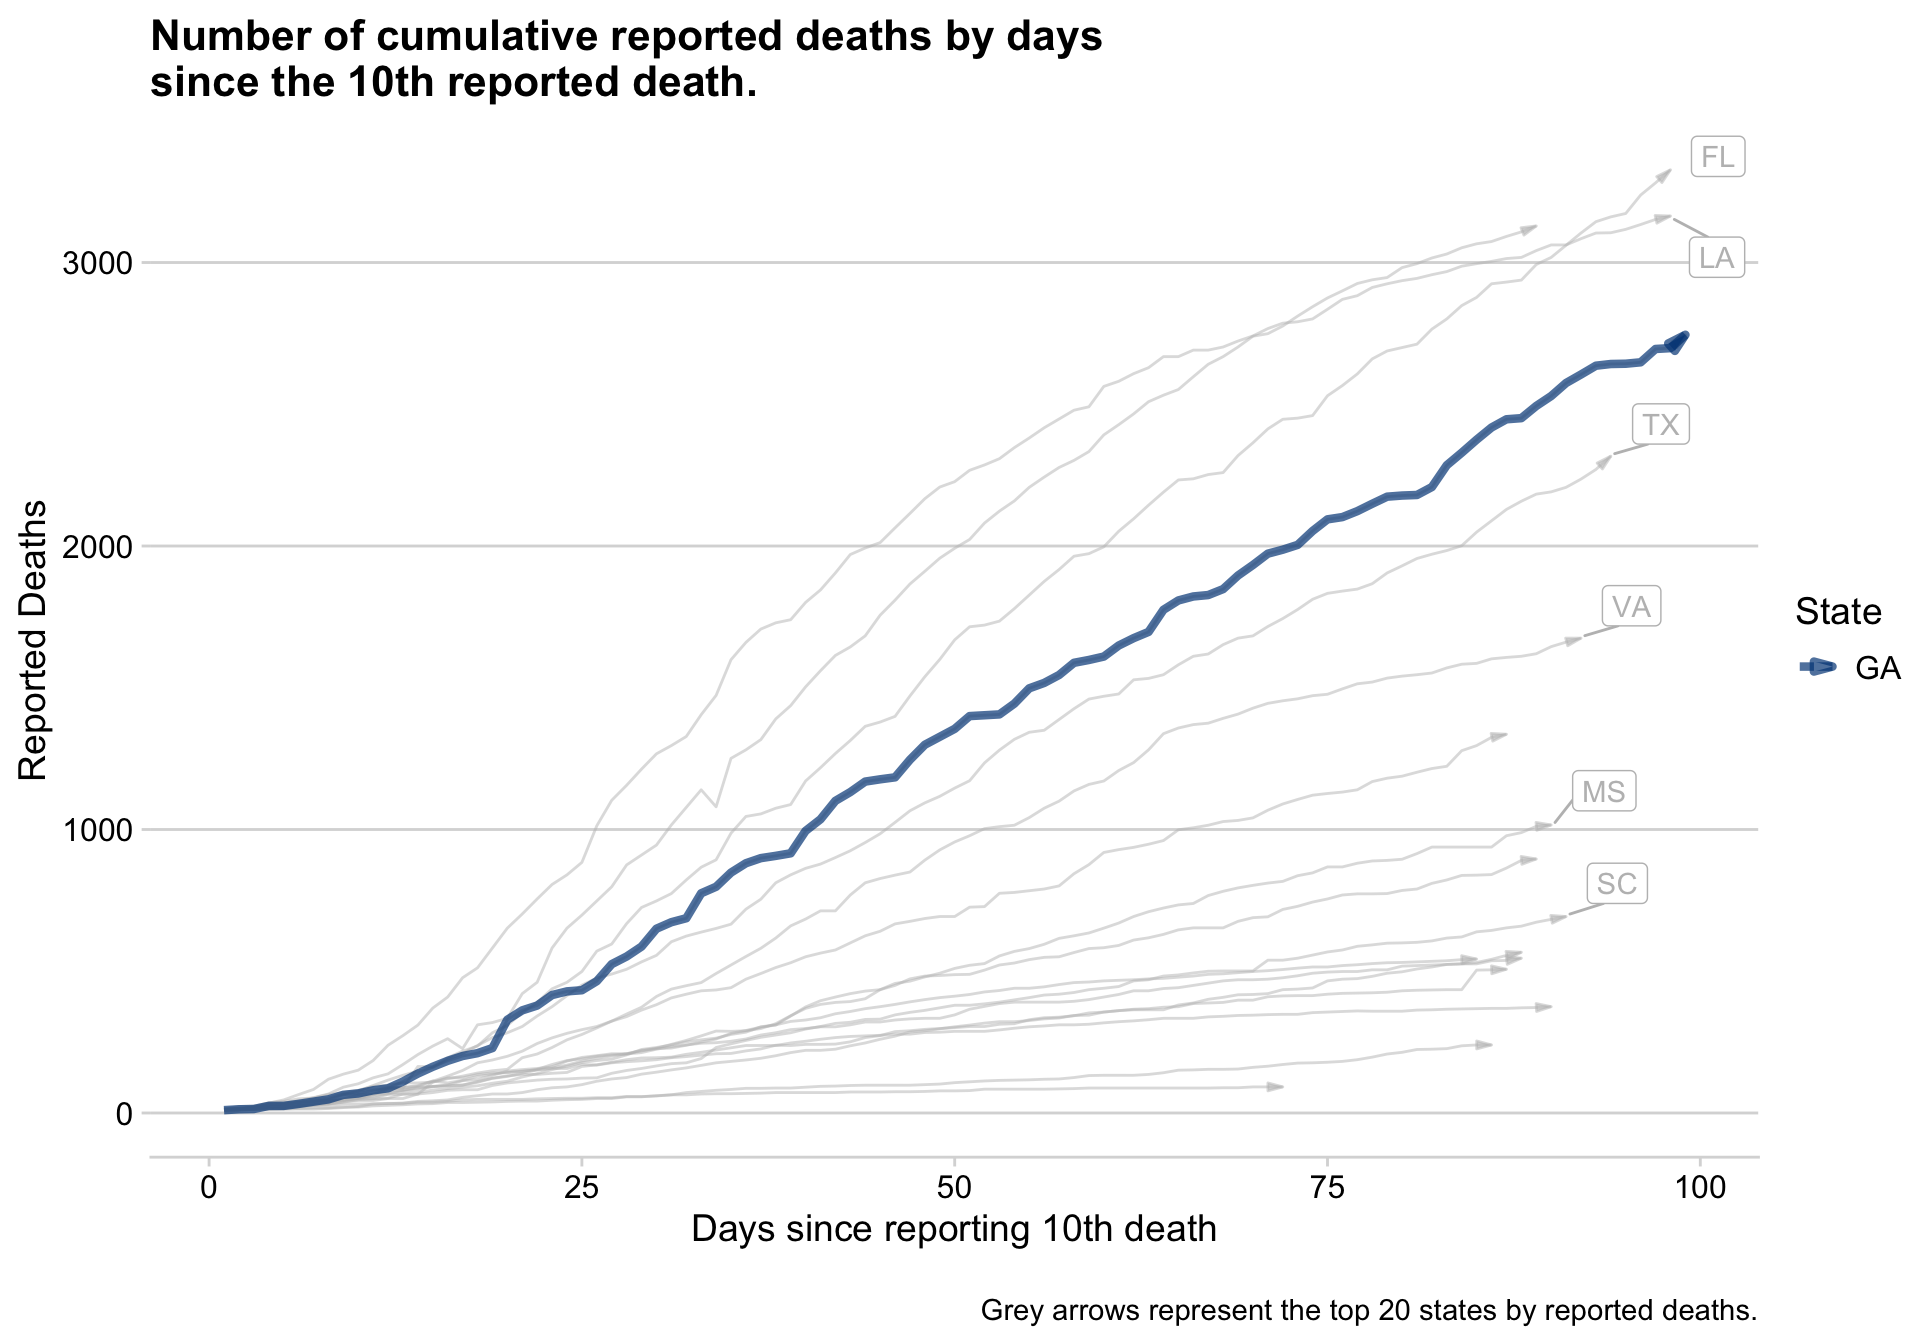 Number of cumulative reported deaths by days
since the 10th reported death.
FL
LA
3000
TX
2000
VA
MS
1000
SC
0
Reported Deaths
State
GA
0 25 50 75 100
Days since reporting 10th death
Grey arrows represent the top 20 states by reported deaths.